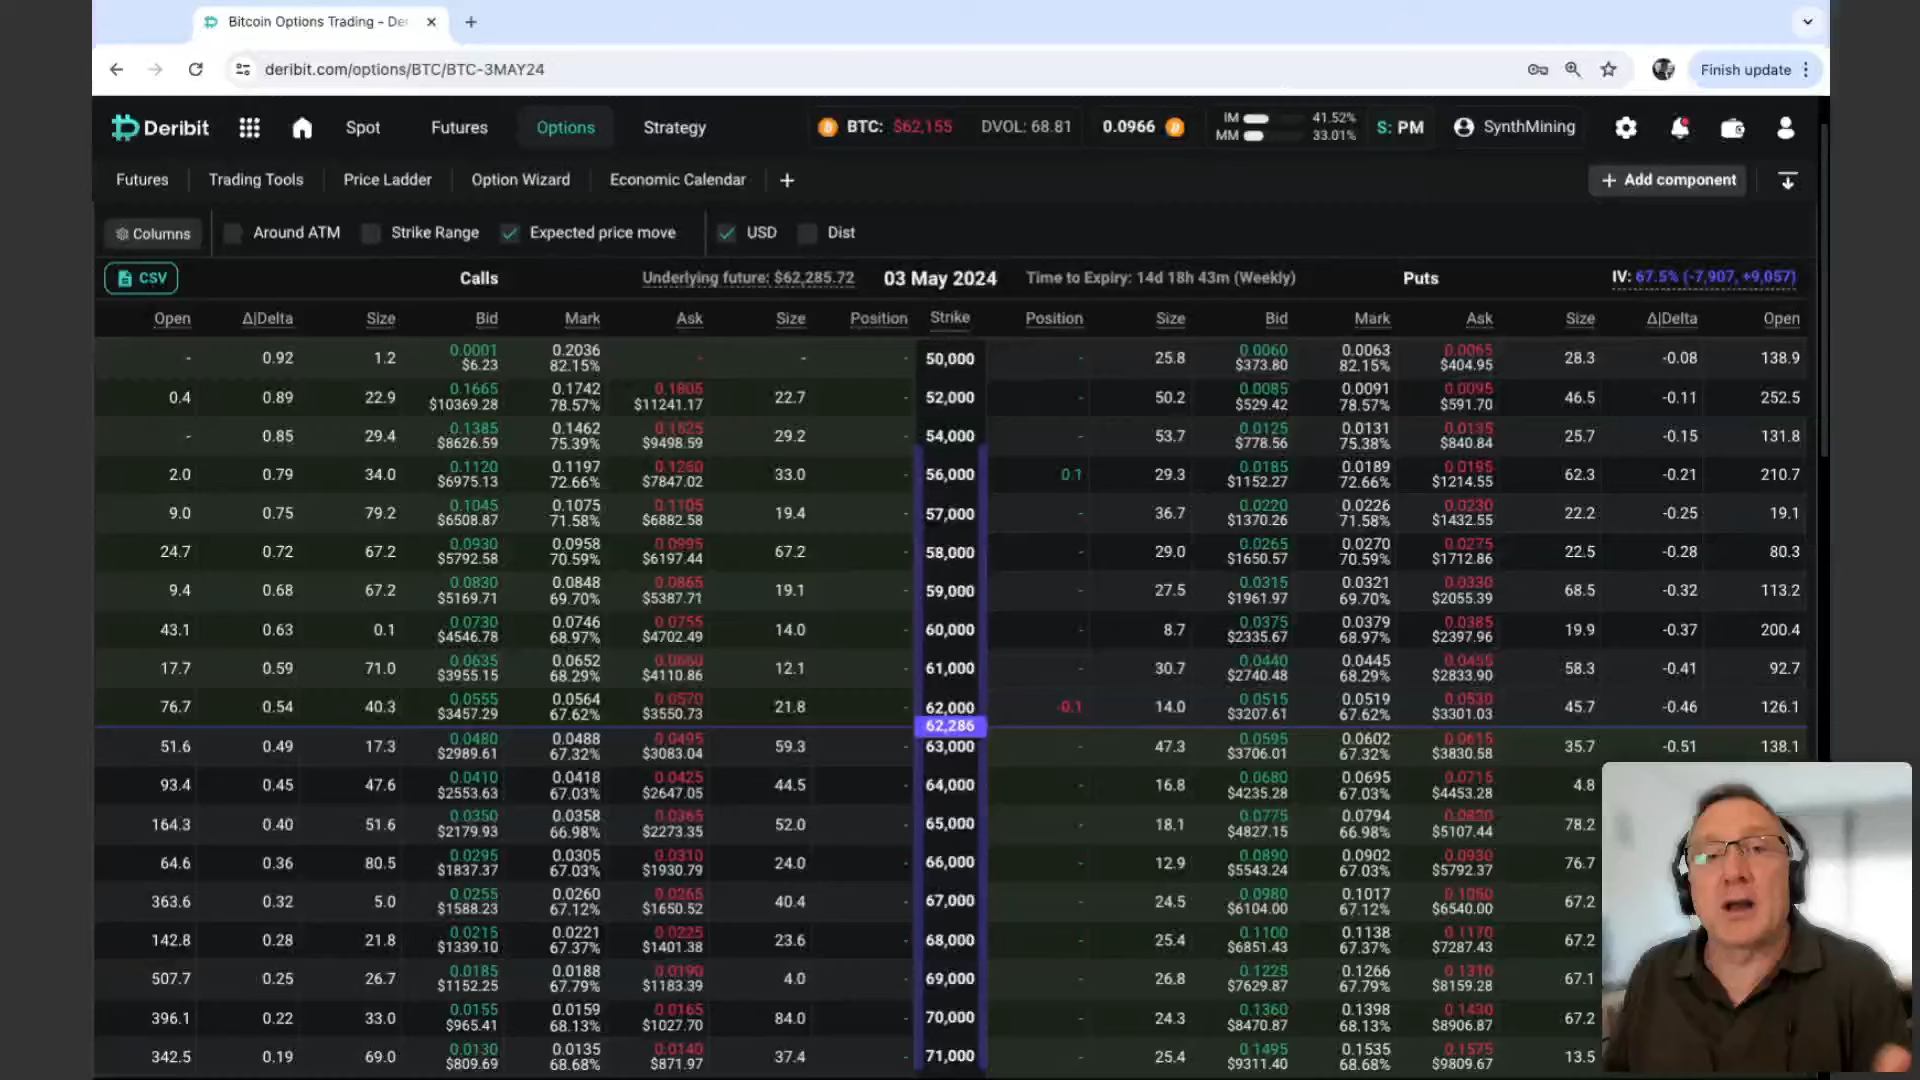 Bitcoin Options Trading - De
deribit.com/options/BTC/BTC-3MAY24
Finish update
Deribit Spot Futures Options Strategy BTC: $62,155 DVOL: 68.81 0.0966 IM 41.52% MM 33.01% S: PM SynthMining
Futures Trading Tools Price Ladder Option Wizard Economic Calendar + + Add component
Columns Around ATM Strike Range Expected price move USD Dist
CSV Calls Underlying future: $62,285.72 03 May 2024 Time to Expiry: 14d 18h 43m (Weekly) Puts IV: 67.5% (-7,907, +9,057)
Open Δ|Delta Size Bid Mark Ask Size Position Strike Position Size Bid Mark Ask Size Δ|Delta Open
- 0.92 1.2 0.0001 0.2036 - - - 50,000 - 25.8 0.0060 0.0063 0.0065 28.3 -0.08 138.9
$6.23 82.15% $373.80 82.15% $404.95
0.4 0.89 22.9 0.1665 0.1742 0.1805 22.7 - 52,000 - 50.2 0.0085 0.0091 0.0095 46.5 -0.11 252.5
$10369.28 78.57% $11241.17 $529.42 78.57% $591.70
- 0.85 29.4 0.1385 0.1462 0.1525 29.2 - 54,000 - 53.7 0.0125 0.0131 0.0135 25.7 -0.15 131.8
$8626.59 75.39% $9498.59 $778.56 75.38% $840.84
2.0 0.79 34.0 0.1120 0.1197 0.1260 33.0 - 56,000 0.1 29.3 0.0185 0.0189 0.0195 62.3 -0.21 210.7
$6975.13 72.66% $7847.02 $1152.27 72.66% $1214.55
9.0 0.75 79.2 0.1045 0.1075 0.1105 19.4 - 57,000 - 36.7 0.0220 0.0226 0.0230 22.2 -0.25 19.1
$6508.87 71.58% $6882.58 $1370.26 71.58% $1432.55
24.7 0.72 67.2 0.0930 0.0958 0.0995 67.2 - 58,000 - 29.0 0.0265 0.0270 0.0275 22.5 -0.28 80.3
$5792.58 70.59% $6197.44 $1650.57 70.59% $1712.86
9.4 0.68 67.2 0.0830 0.0848 0.0865 19.1 - 59,000 - 27.5 0.0315 0.0321 0.0330 68.5 -0.32 113.2
$5169.71 69.70% $5387.71 $1961.97 69.70% $2055.39
43.1 0.63 0.1 0.0730 0.0746 0.0755 14.0 - 60,000 - 8.7 0.0375 0.0379 0.0385 19.9 -0.37 200.4
$4546.78 68.97% $4702.49 $2335.67 68.97% $2397.96
17.7 0.59 71.0 0.0635 0.0652 0.0660 12.1 - 61,000 - 30.7 0.0440 0.0445 0.0455 58.3 -0.41 92.7
$3955.15 68.29% $4110.86 $2740.48 68.29% $2833.90
76.7 0.54 40.3 0.0555 0.0564 0.0570 21.8 - 62,000 -0.1 14.0 0.0515 0.0519 0.0530 45.7 -0.46 126.1
$3457.29 67.62% $3550.73 $3207.61 67.62% $3301.03
62,286
51.6 0.49 17.3 0.0480 0.0488 0.0495 59.3 - 63,000 - 47.3 0.0595 0.0602 0.0615 35.7 -0.51 138.1
$2989.61 67.32% $3083.04 $3706.01 67.32% $3830.58
93.4 0.45 47.6 0.0410 0.0418 0.0425 44.5 - 64,000 - 16.8 0.0680 0.0695 0.0715 4.8
$2553.63 67.03% $2647.05 $4235.28 67.03% $4453.28
164.3 0.40 51.6 0.0350 0.0358 0.0365 52.0 - 65,000 - 18.1 0.0775 0.0794 0.0820 78.2
$2179.93 66.98% $2273.35 $4827.15 66.98% $5107.44
64.6 0.36 80.5 0.0295 0.0305 0.0310 24.0 - 66,000 - 12.9 0.0890 0.0902 0.0930 76.7
$1837.37 67.03% $1930.79 $5543.24 67.03% $5792.37
363.6 0.32 5.0 0.0255 0.0260 0.0265 40.4 - 67,000 - 24.5 0.0980 0.1017 0.1050 67.2
$1588.23 67.12% $1650.52 $6104.00 67.12% $6540.00
142.8 0.28 21.8 0.0215 0.0221 0.0225 23.6 - 68,000 - 25.4 0.1100 0.1138 0.1170 67.2
$1339.10 67.37% $1401.38 $6851.43 67.37% $7287.43
507.7 0.25 26.7 0.0185 0.0188 0.0190 4.0 - 69,000 - 26.8 0.1225 0.1266 0.1310 67.1
$1152.25 67.79% $1183.39 $7629.87 67.79% $8159.28
396.1 0.22 33.0 0.0155 0.0159 0.0165 84.0 - 70,000 - 24.3 0.1360 0.1398 0.1430 67.2
$965.41 68.13% $1027.70 $8470.87 68.13% $8906.87
342.5 0.19 69.0 0.0130 0.0135 0.0140 37.4 - 71,000 - 25.4 0.1495 0.1535 0.1575 13.5
$809.69 68.68% $871.97 $9311.40 68.68% $9809.67